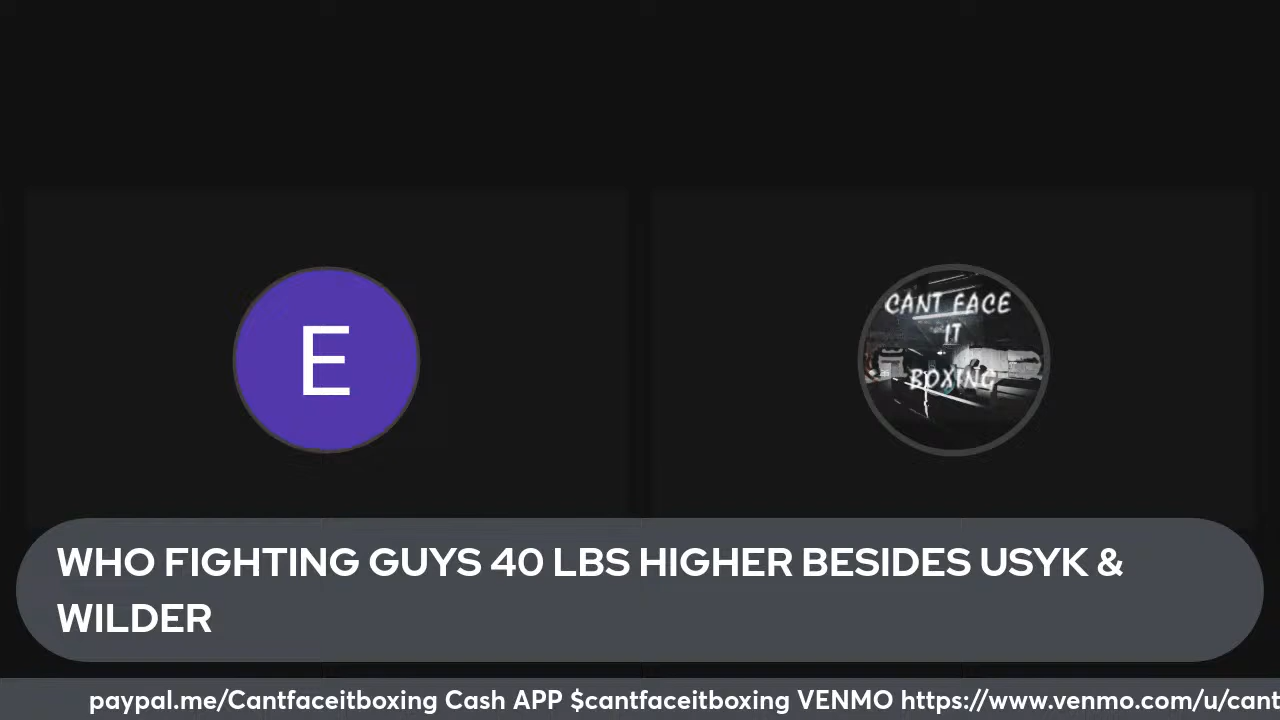 E
CANT FACE
IT
BOXING
WHO FIGHTING GUYS 40 LBS HIGHER BESIDES USYK &
WILDER
paypal.me/Cantfaceitboxing Cash APP $cantfaceitboxing VENMO https://www.venmo.com/u/cant